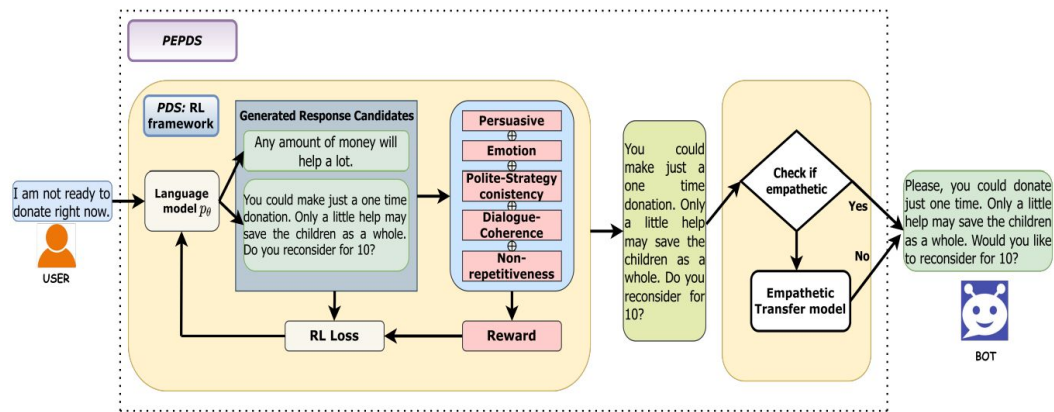 PEPDS
PDS: RL
framework
I am not ready to
donate right now.
USER
Language
model pθ
Generated Response Candidates
Any amount of money will
help a lot.
You could make just a one time
donation. Only a little help may
save the children as a whole.
Do you reconsider for 10?
Persuasive
⊕
Emotion
⊕
Polite-Strategy
conistency
⊕
Dialogue-
Coherence
⊕
Non-
repetitiveness
RL Loss
Reward
You could
make just a
one time
donation. Only
a little help
may save the
children as a
whole. Do you
reconsider for
10?
Check if
empathetic
Yes
No
Empathetic
Transfer model
Please, you could donate
just one time. Only a little
help may save the children
as a whole. Would you like
to reconsider for 10?
BOT